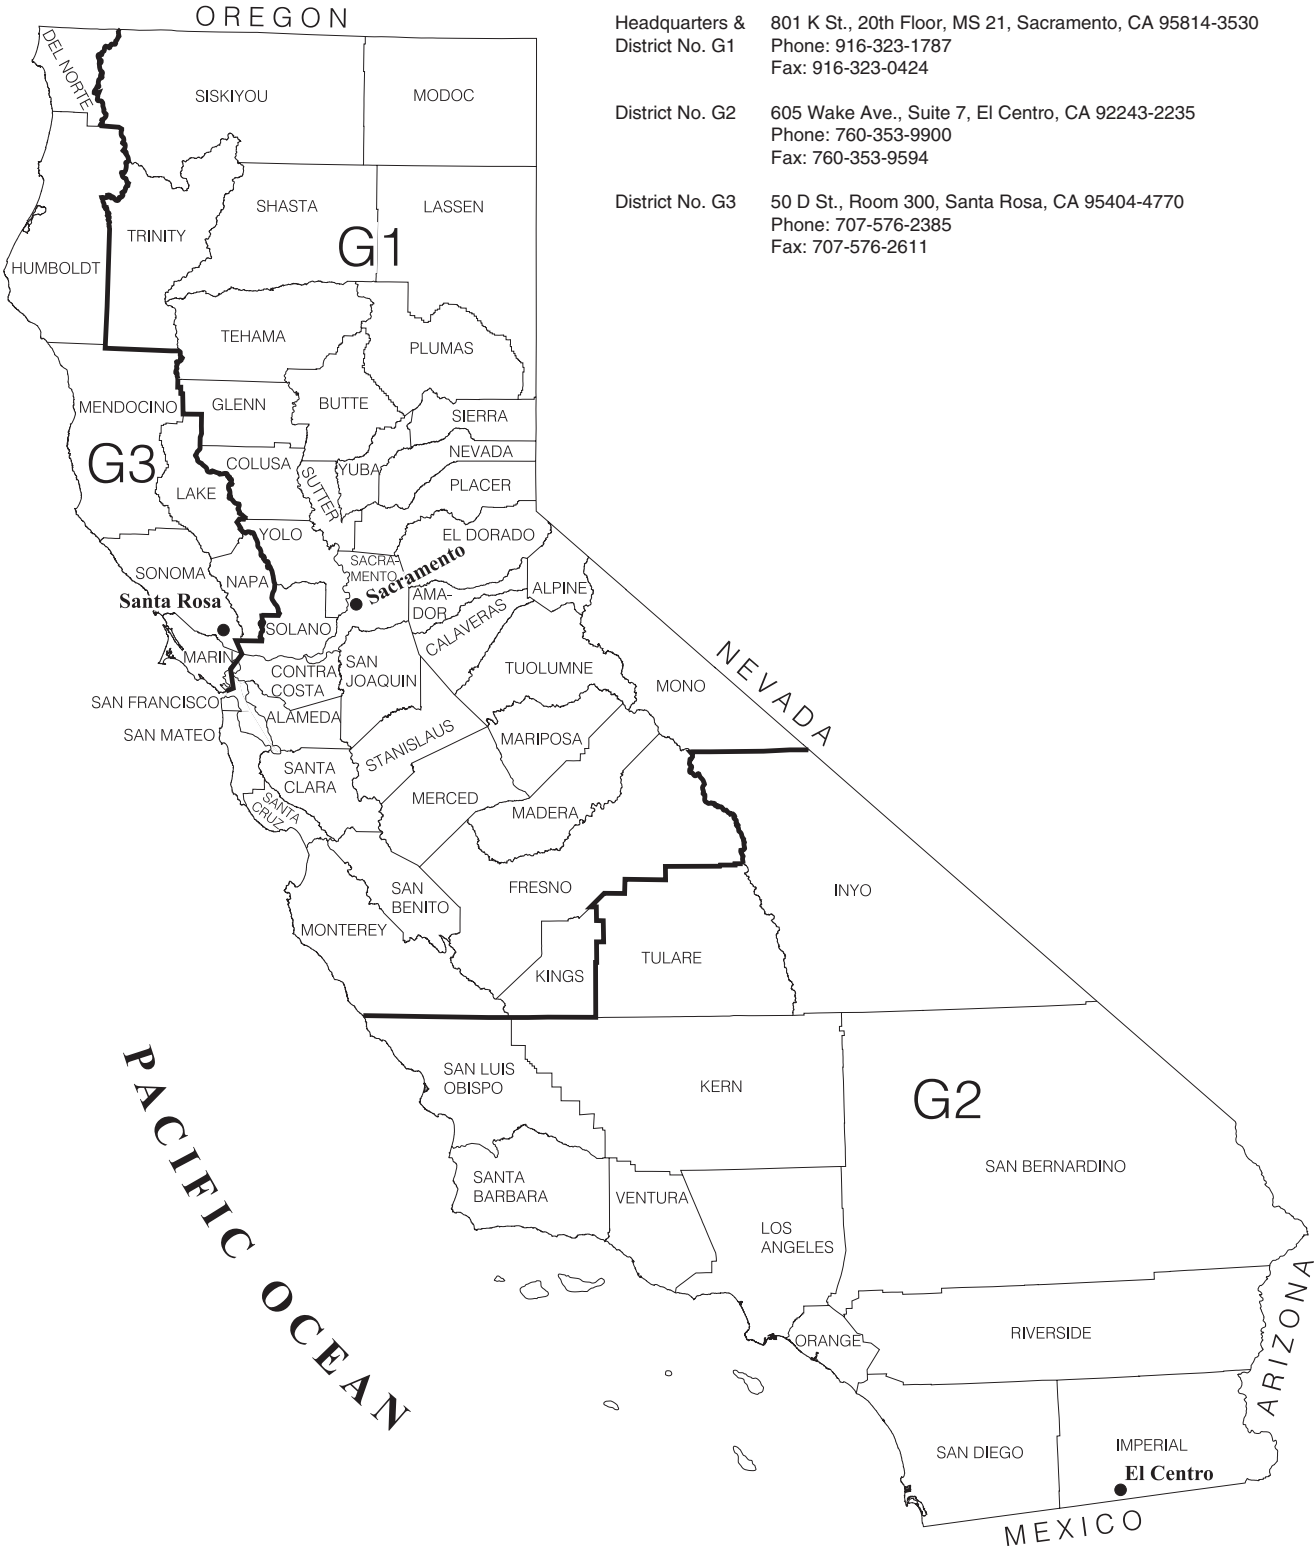 OREGON
Headquarters & 801 K St., 20th Floor, MS 21, Sacramento, CA 95814-3530
District No. G1 Phone: 916-323-1787
Fax: 916-323-0424
District No. G2 605 Wake Ave., Suite 7, El Centro, CA 92243-2235
Phone: 760-353-9900
Fax: 760-353-9594
District No. G3 50 D St., Room 300, Santa Rosa, CA 95404-4770
Phone: 707-576-2385
Fax: 707-576-2611
DEL NORTE
SISKIYOU
MODOC
SHASTA
LASSEN
TRINITY
G1
HUMBOLDT
TEHAMA
PLUMAS
MENDOCINO
GLENN
BUTTE
SIERRA
G3
COLUSA
SUTTER
YUBA
NEVADA
PLACER
LAKE
YOLO
EL DORADO
SONOMA
NAPA
SACRA-
MENTO
Sacramento
Santa Rosa
AMA-
DOR
ALPINE
SOLANO
CALAVERAS
MARIN
CONTRA
COSTA
SAN
JOAQUIN
TUOLUMNE
MONO
NEVADA
SAN FRANCISCO
ALAMEDA
SAN MATEO
STANISLAUS
MARIPOSA
SANTA
CLARA
SANTA
CRUZ
MERCED
MADERA
FRESNO
INYO
SAN
BENITO
MONTEREY
KINGS
TULARE
PACIFIC OCEAN
SAN LUIS
OBISPO
KERN
G2
SAN BERNARDINO
SANTA
BARBARA
VENTURA
LOS
ANGELES
ARIZONA
ORANGE
RIVERSIDE
SAN DIEGO
IMPERIAL
El Centro
MEXICO